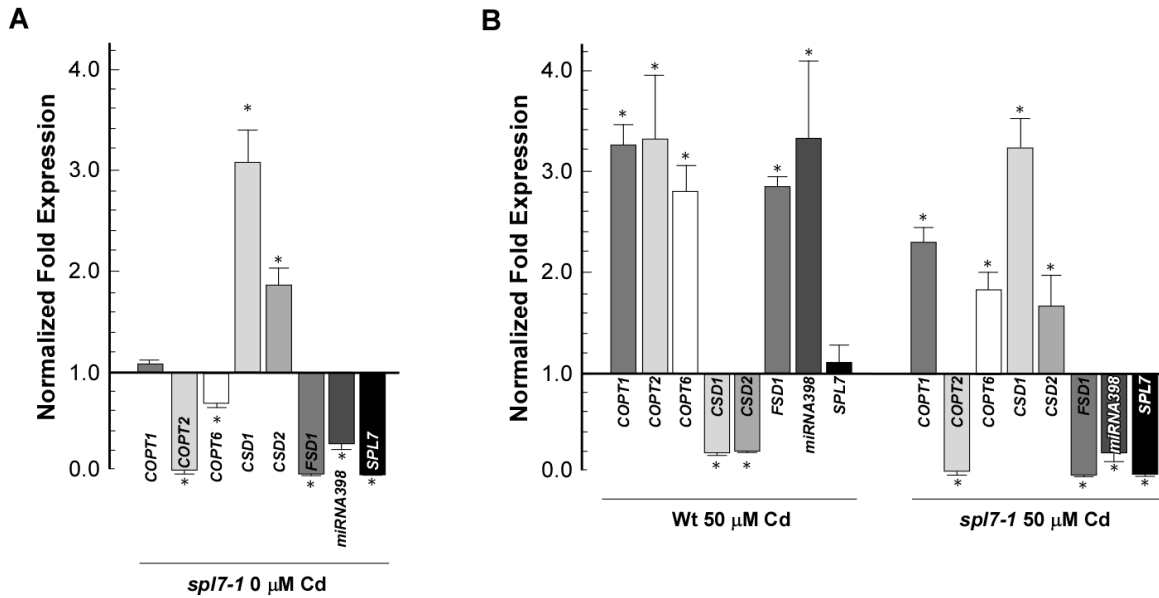 A
Normalized Fold Expression
4.0
3.0
2.0
1.0
0.0
COPT1
COPT2
COPT6
CSD1
CSD2
FSD1
miRNA398
SPL7
* * * * * * *
spl7-1 0 μM Cd
B
Normalized Fold Expression
4.0
3.0
2.0
1.0
0.0
COPT1
COPT2
COPT6
CSD1
CSD2
FSD1
miRNA398
SPL7
* * * * * * *
Wt 50 μM Cd
COPT1
COPT2
COPT6
CSD1
CSD2
FSD1
miRNA398
SPL7
* * * * * * * *
spl7-1 50 μM Cd